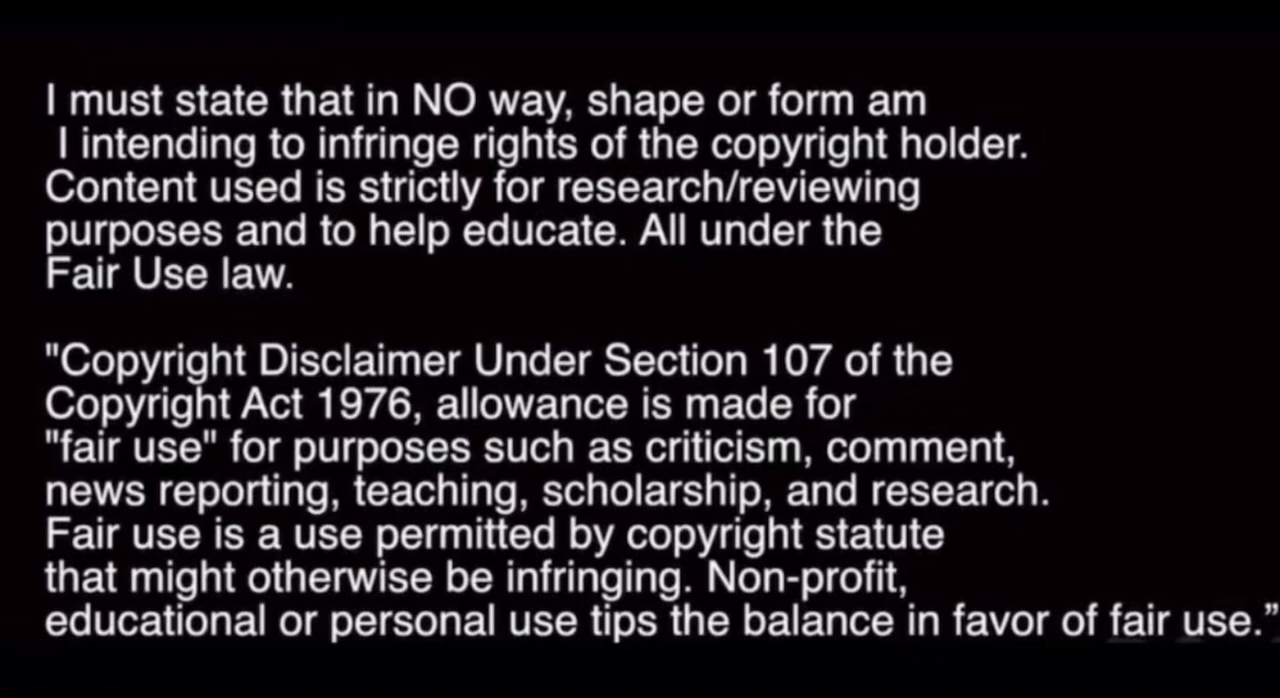 I must state that in NO way, shape or form am
I intending to infringe rights of the copyright holder.
Content used is strictly for research/reviewing
purposes and to help educate. All under the
Fair Use law.
"Copyright Disclaimer Under Section 107 of the
Copyright Act 1976, allowance is made for
"fair use" for purposes such as criticism, comment,
news reporting, teaching, scholarship, and research.
Fair use is a use permitted by copyright statute
that might otherwise be infringing. Non-profit,
educational or personal use tips the balance in favor of fair use.”